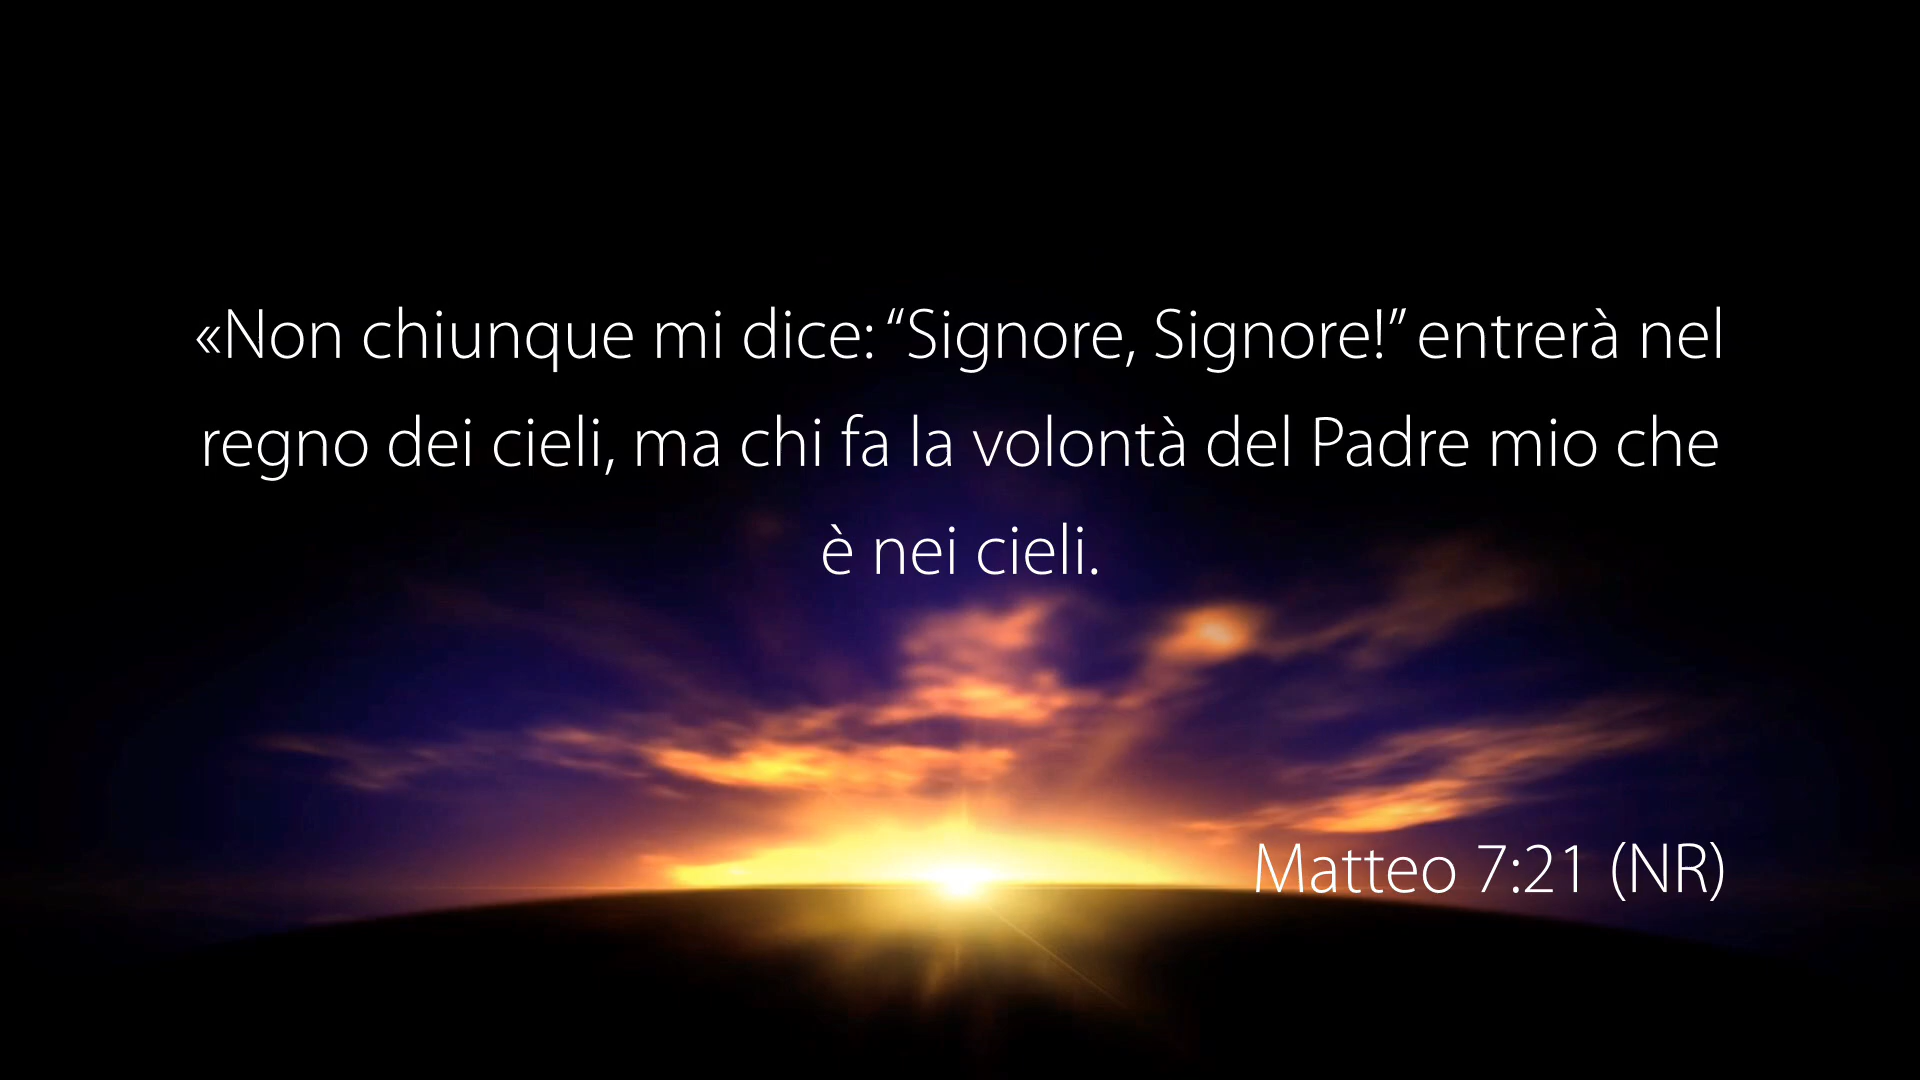 «Non chiunque mi dice: “Signore, Signore!” entrerà nel
regno dei cieli, ma chi fa la volontà del Padre mio che
è nei cieli.
Matteo 7:21 (NR)